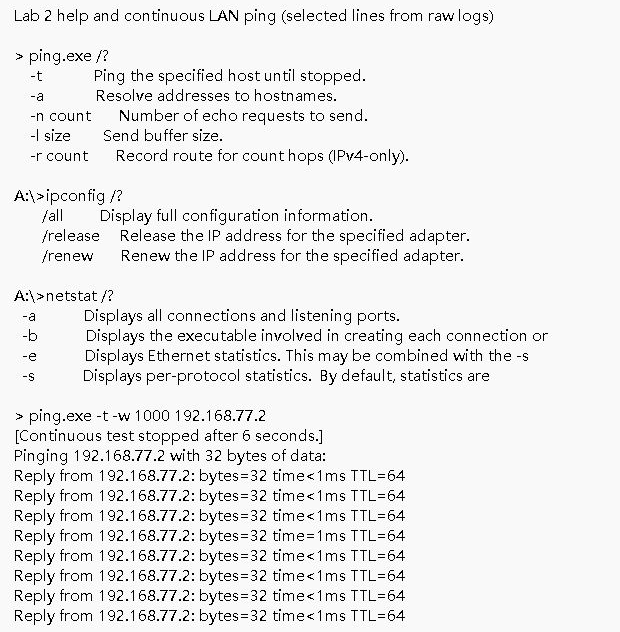 Lab 2 help and continuous LAN ping (selected lines from raw logs)
> ping.exe /?
-t Ping the specified host until stopped.
-a Resolve addresses to hostnames.
-n count Number of echo requests to send.
-l size Send buffer size.
-r count Record route for count hops (IPv4-only).
A:\>ipconfig /?
/all Display full configuration information.
/release Release the IP address for the specified adapter.
/renew Renew the IP address for the specified adapter.
A:\>netstat /?
-a Displays all connections and listening ports.
-b Displays the executable involved in creating each connection or
-e Displays Ethernet statistics. This may be combined with the -s
-s Displays per-protocol statistics. By default, statistics are
> ping.exe -t -w 1000 192.168.77.2
[Continuous test stopped after 6 seconds.]
Pinging 192.168.77.2 with 32 bytes of data:
Reply from 192.168.77.2: bytes=32 time<1ms TTL=64
Reply from 192.168.77.2: bytes=32 time<1ms TTL=64
Reply from 192.168.77.2: bytes=32 time<1ms TTL=64
Reply from 192.168.77.2: bytes=32 time<1ms TTL=64
Reply from 192.168.77.2: bytes=32 time<1ms TTL=64
Reply from 192.168.77.2: bytes=32 time<1ms TTL=64
Reply from 192.168.77.2: bytes=32 time<1ms TTL=64
Reply from 192.168.77.2: bytes=32 time<1ms TTL=64